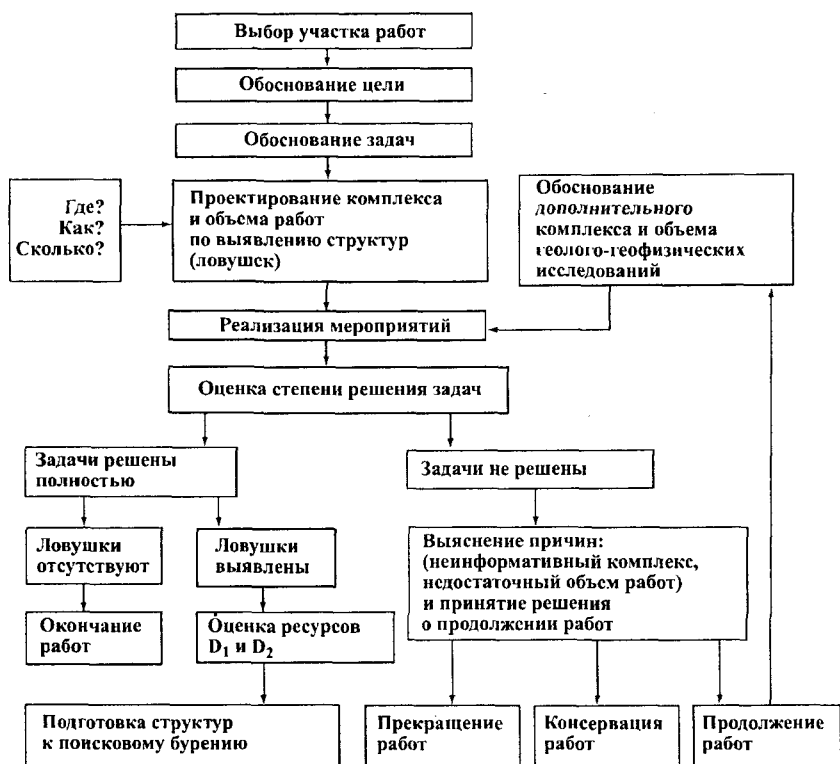 Выбор участка работ
Обоснование цели
Обоснование задач
Где?
Как?
Сколько?
Проектирование комплекса
и объема работ
по выявлению структур
(ловушек)
Обоснование
дополнительного
комплекса и объема
геолого-геофизических
исследований
Реализация мероприятий
Оценка степени решения задач
Задачи решены
полностью
Задачи не решены
Ловушки
отсутствуют
Ловушки
выявлены
Выяснение причин:
(неинформативный комплекс,
недостаточный объем работ)
и принятие решения
о продолжении работ
Окончание
работ
Оценка ресурсов
D₁ и D₂
Подготовка структур
к поисковому бурению
Прекращение
работ
Консервация
работ
Продолжение
работ